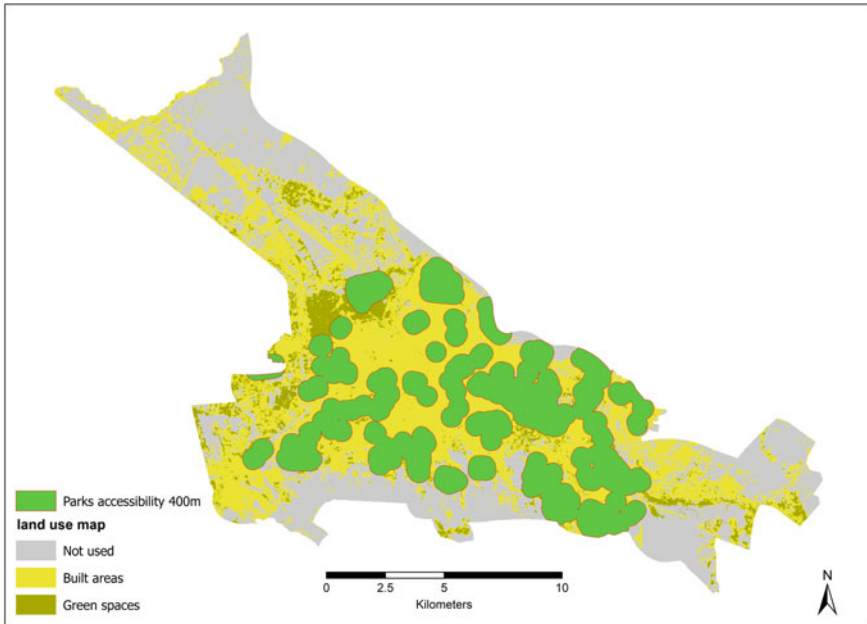 Parks accessibility 400m
land use map
Not used
Built areas
Green spaces
0 2.5 5 10
Kilometers
N